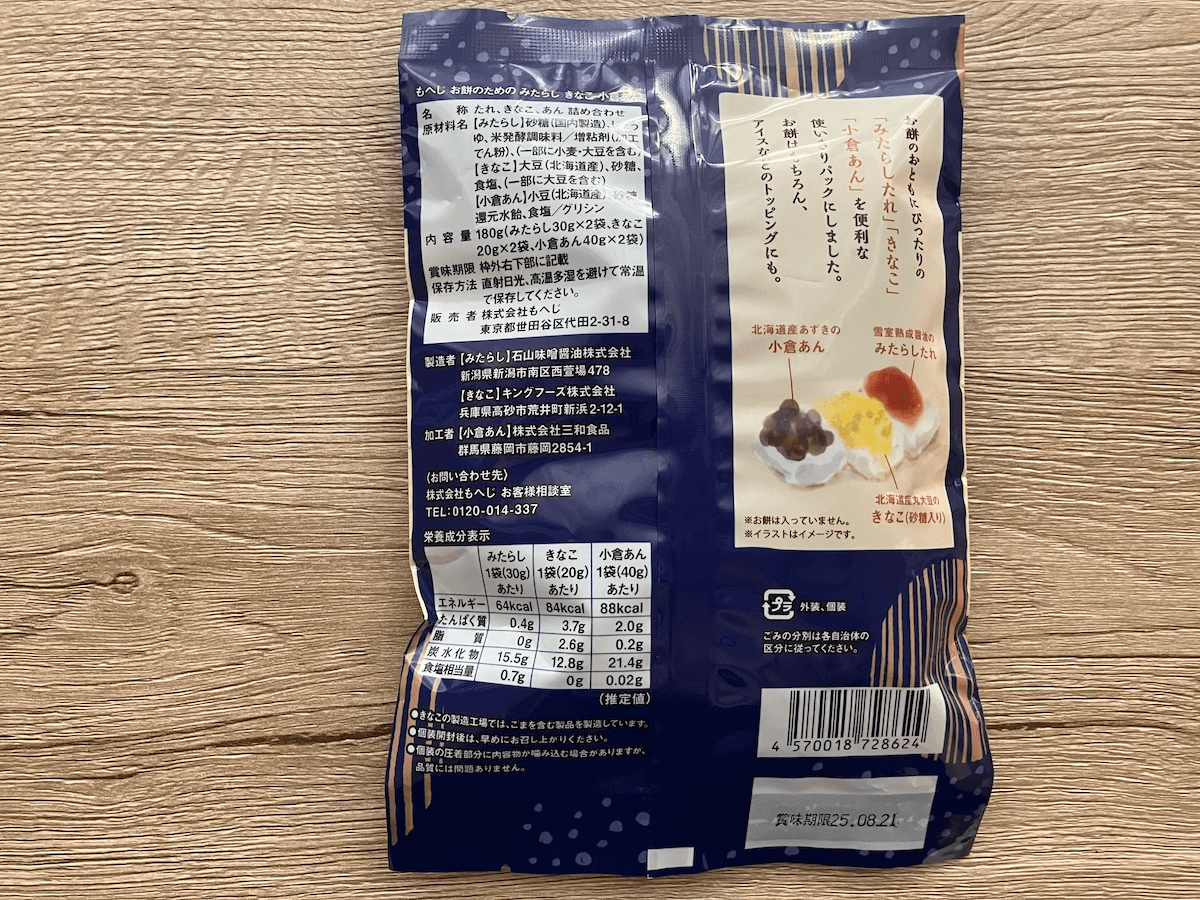 もへじ お餅のための みたらし きなこ 小倉
名 称 たれ、きなこ、あん 詰め合わせ
原材料名 【みたらし】砂糖(国内製造)、
ゆ、米発酵調味料／増粘剤(加工
でん粉)、(一部に小麦・大豆を含む)
【きなこ】大豆(北海道産)、砂糖、
食塩、(一部に大豆を含む)
【小倉あん】小豆(北海道産)、砂糖、
還元水飴、食塩／グリシン
内 容 量 180g(みたらし30g×2袋、きなこ
20g×2袋、小倉あん40g×2袋)
賞味期限 枠外右下部に記載
保存方法 直射日光、高温多湿を避けて常温
で保存してください。
販 売 者 株式会社もへじ
東京都世田谷区代田2-31-8
製造者 【みたらし】石山味噌醤油株式会社
新潟県新潟市南区西萱場478
【きなこ】キングフーズ株式会社
兵庫県高砂市荒井町新浜2-12-1
加工者 【小倉あん】株式会社三和食品
群馬県藤岡市藤岡2854-1
〈お問い合わせ先〉
株式会社もへじ お客様相談室
TEL:0120-014-337
栄養成分表示
みたらし きなこ 小倉あん
1袋(30g) 1袋(20g) 1袋(40g)
あたり あたり あたり
エネルギー 64kcal 84kcal 88kcal
たんぱく質 0.4g 3.7g 2.0g
脂 質 0g 2.6g 0.2g
炭水化物 15.5g 12.8g 21.4g
食塩相当量 0.7g 0g 0.02g
(推定値)
●きなこの製造工場では、ごまを含む製品を製造しています。
●個装開封後は、早めにお召し上がりください。
●個装の圧着部分に内容物が噛み込む場合がありますが、
品質には問題ありません。
お餅のおともにぴったりの
「みたらしたれ」「きなこ」
「小倉あん」を便利な
使いきりパックにしました。
お餅はもちろん、
アイスなどのトッピングにも。
北海道産あずきの
小倉あん
雪室熟成醤油の
みたらしたれ
北海道産丸大豆の
きなこ(砂糖入り)
※お餅は入っていません。
※イラストはイメージです。
プラ 外装、個装
ごみの分別は各自治体の
区分に従ってください。
4 570018 728624
賞味期限25.08.21